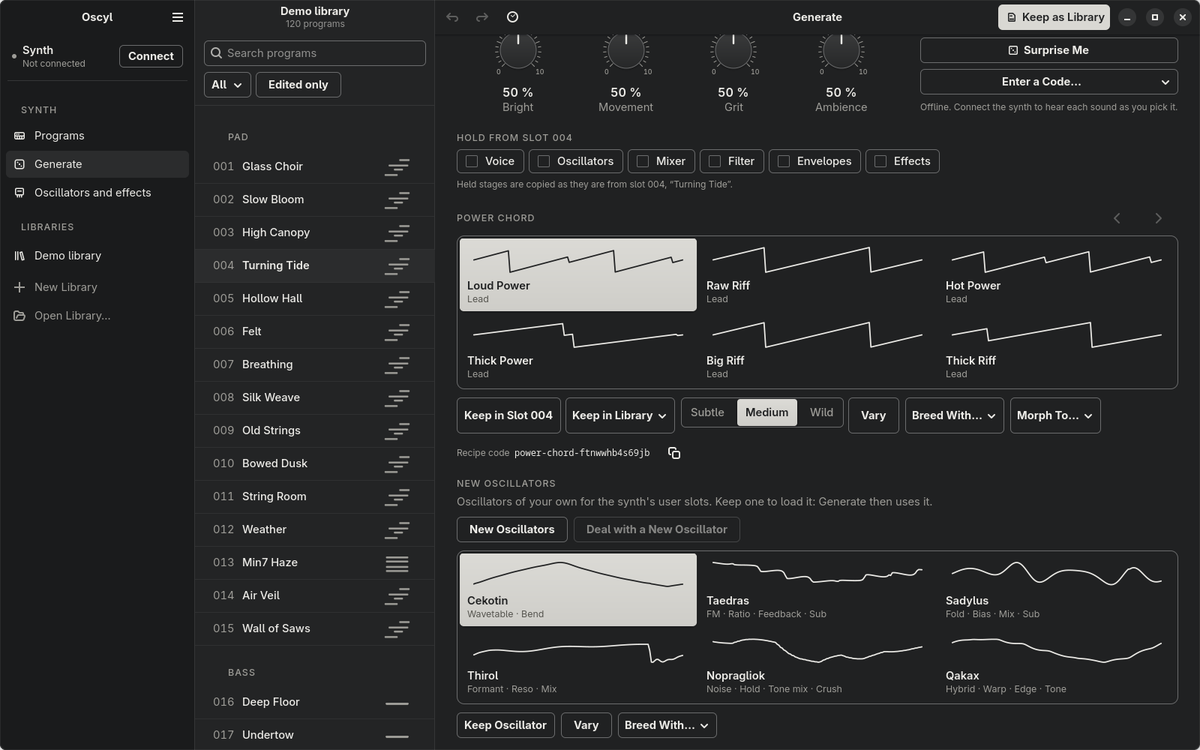 Oscyl
Synth
Not connected
Connect
SYNTH
Programs
Generate
Oscillators and effects
LIBRARIES
Demo library
New Library
Open Library...
Demo library
120 programs
Search programs
All
Edited only
PAD
001 Glass Choir
002 Slow Bloom
003 High Canopy
004 Turning Tide
005 Hollow Hall
006 Felt
007 Breathing
008 Silk Weave
009 Old Strings
010 Bowed Dusk
011 String Room
012 Weather
013 Min7 Haze
014 Air Veil
015 Wall of Saws
BASS
016 Deep Floor
017 Undertow
Generate
Keep as Library
0 10 0 10 0 10 0 10
50 % 50 % 50 % 50 %
Bright Movement Grit Ambience
Surprise Me
Enter a Code...
Offline. Connect the synth to hear each sound as you pick it.
HOLD FROM SLOT 004
Voice Oscillators Mixer Filter Envelopes Effects
Held stages are copied as they are from slot 004, “Turning Tide”.
POWER CHORD
Loud Power Raw Riff Hot Power
Lead Lead Lead
Thick Power Big Riff Thick Riff
Lead Lead Lead
Keep in Slot 004 Keep in Library Subtle Medium Wild Vary Breed With... Morph To...
Recipe code power-chord-ftnwwhb4s69jb
NEW OSCILLATORS
Oscillators of your own for the synth's user slots. Keep one to load it: Generate then uses it.
New Oscillators Deal with a New Oscillator
Cekotin Taedras Sadylus
Wavetable · Bend FM · Ratio · Feedback · Sub Fold · Bias · Mix · Sub
Thirol Nopragliok Qakax
Formant · Reso · Mix Noise · Hold · Tone mix · Crush Hybrid · Warp · Edge · Tone
Keep Oscillator Vary Breed With...